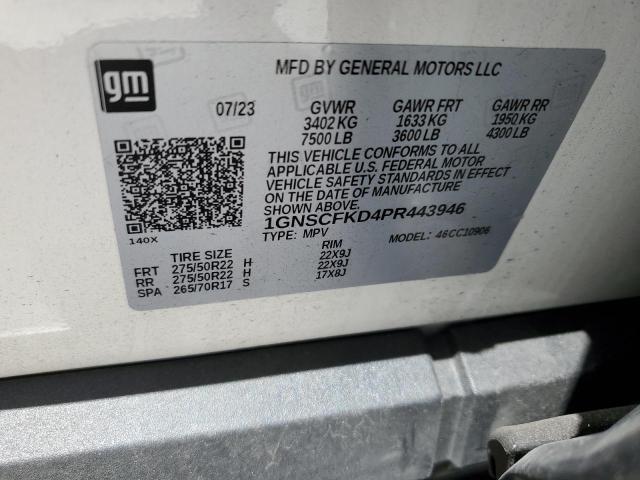 gm
MFD BY GENERAL MOTORS LLC
07/23 GVWR GAWR FRT GAWR RR
3402 KG 1633 KG 1950 KG
7500 LB 3600 LB 4300 LB
THIS VEHICLE CONFORMS TO ALL
APPLICABLE U.S. FEDERAL MOTOR
VEHICLE SAFETY STANDARDS IN EFFECT
ON THE DATE OF MANUFACTURE
SHOWN ABOVE.
1GNSCFKD4PR443946
TYPE: MPV MODEL: 46CC10906
140X
TIRE SIZE RIM
FRT 275/50R22 H 22X9J
RR 275/50R22 H 22X9J
SPA 265/70R17 S 17X8J